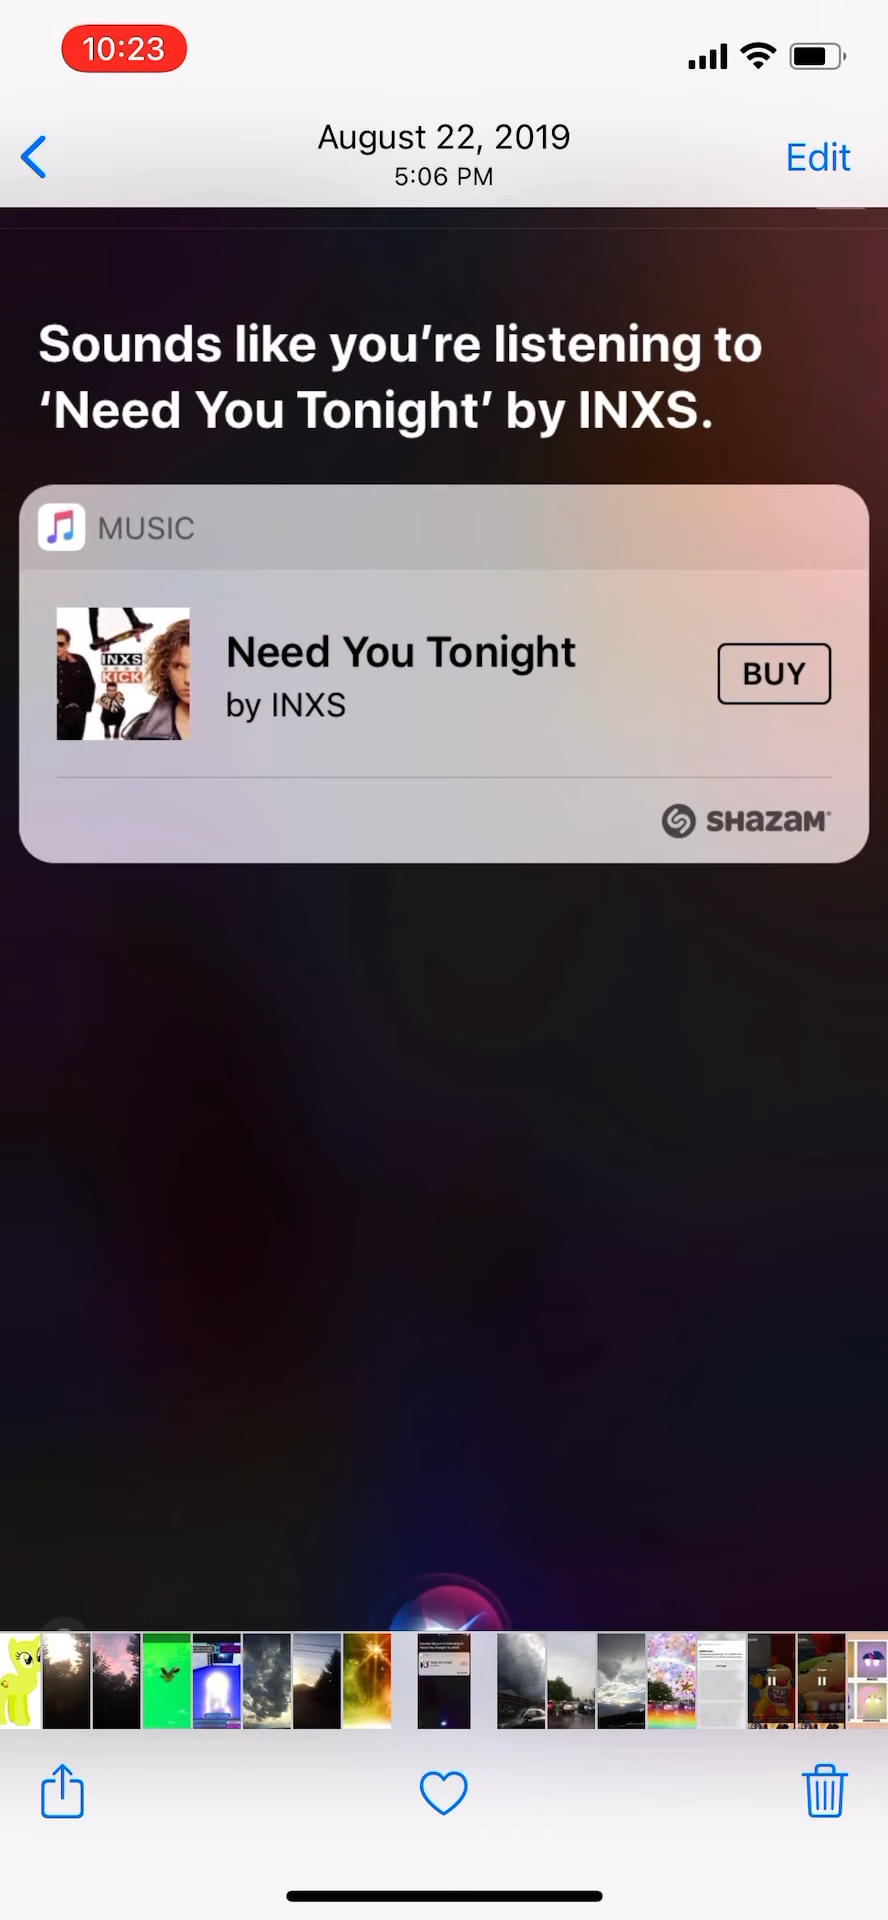 10:23
August 22, 2019
5:06 PM
Edit
Sounds like you’re listening to
‘Need You Tonight’ by INXS.
MUSIC
INXS
KICK
Need You Tonight
by INXS
BUY
SHAZAM